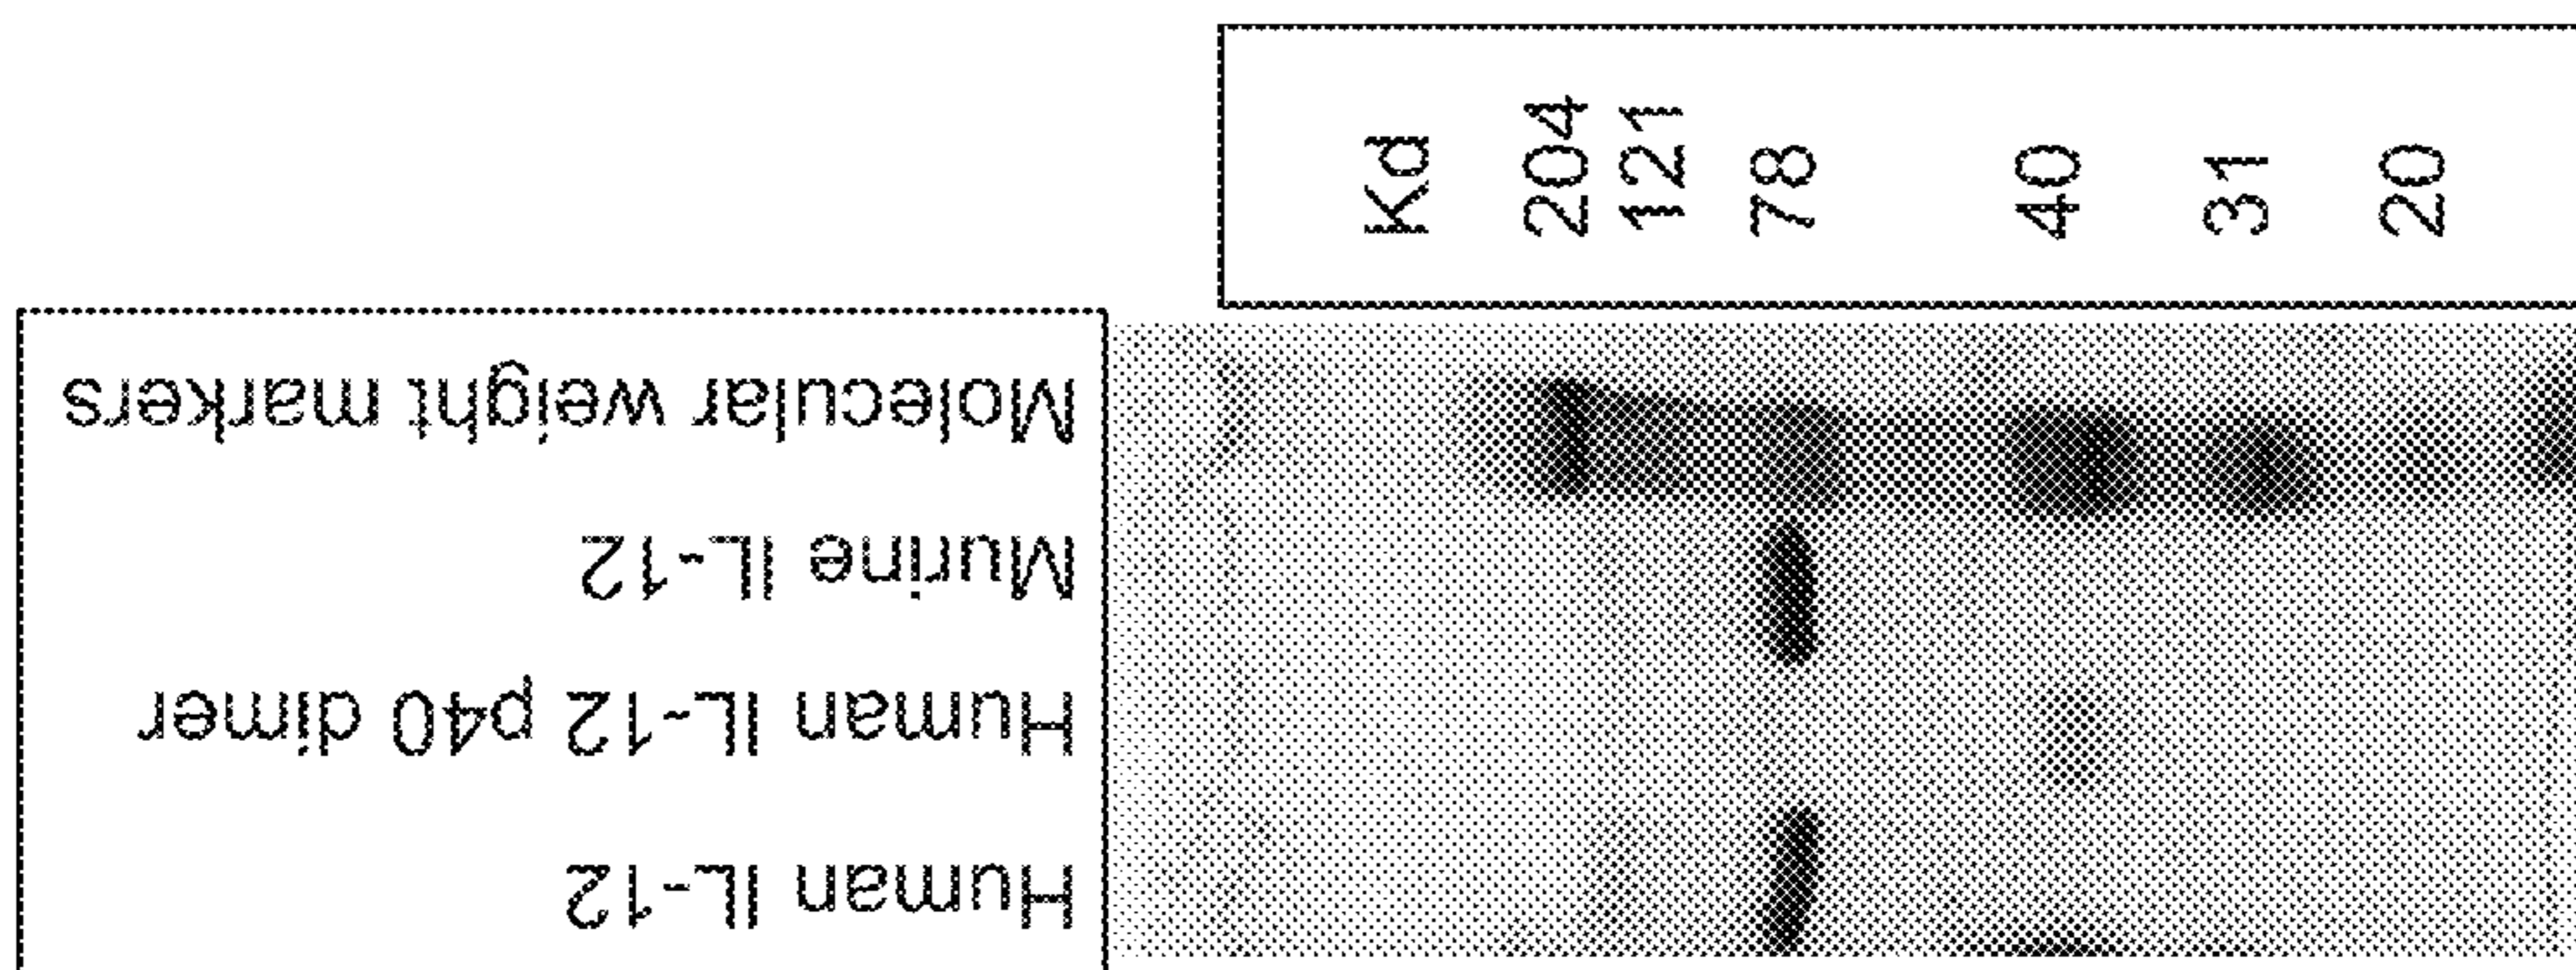 Kd
204
121
78
40
31
20
Molecular weight markers
Murine IL-12
Human IL-12 p40 dimer
Human IL-12